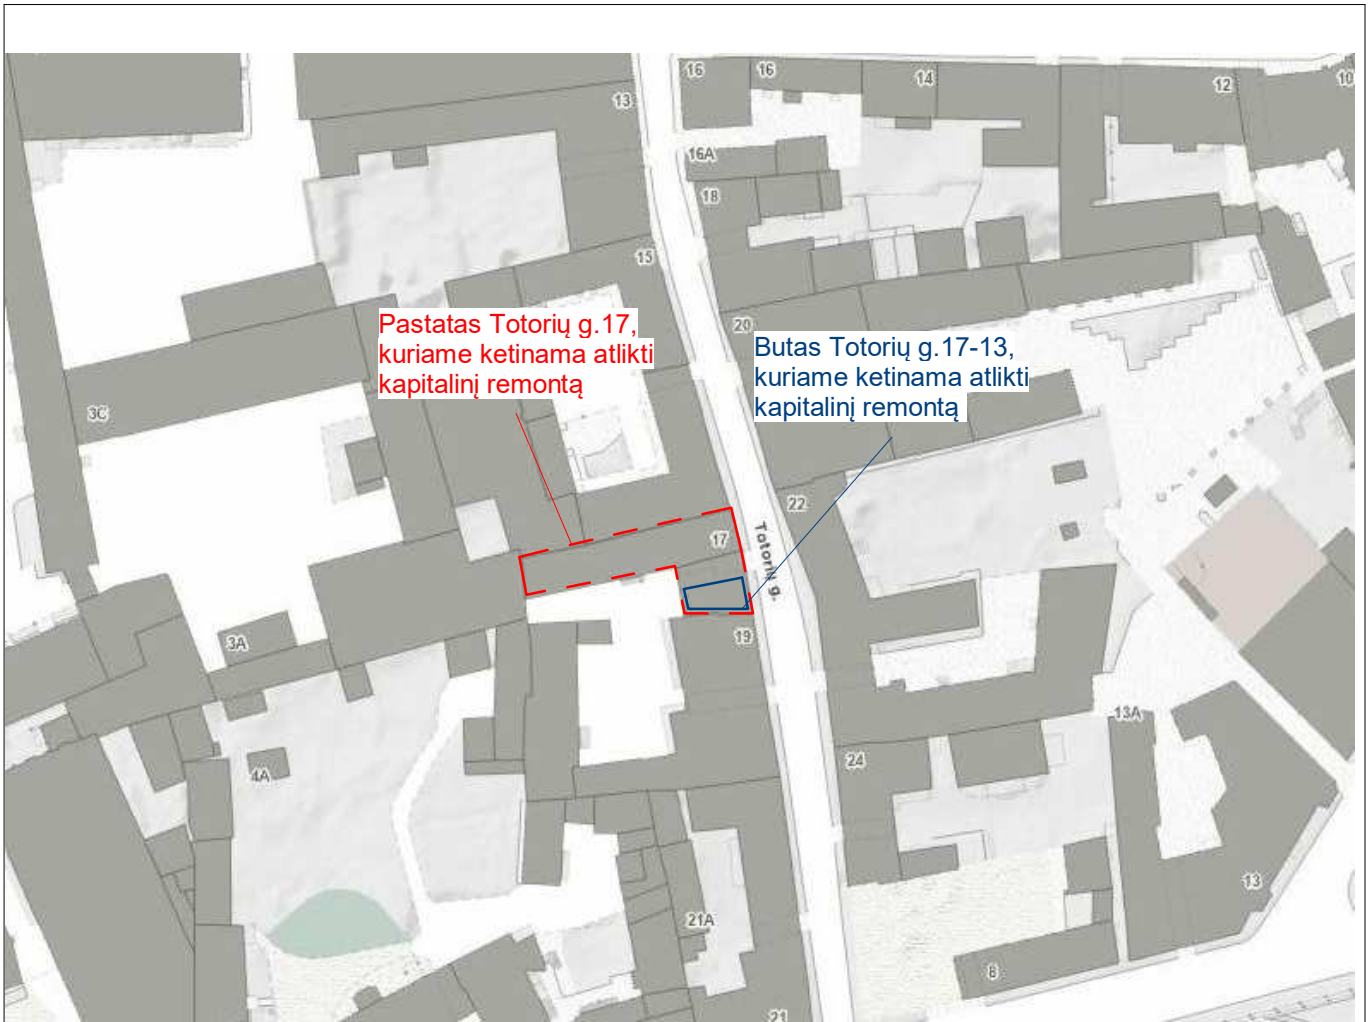 16
16
14
12
10
13
16A
18
15
20
Pastatas Totorių g.17,
kuriame ketinama atlikti
kapitalinį remontą
Butas Totorių g.17-13,
kuriame ketinama atlikti
kapitalinį remontą
3C
22
17
Totorių g.
19
3A
13A
24
4A
13
21A
8
21